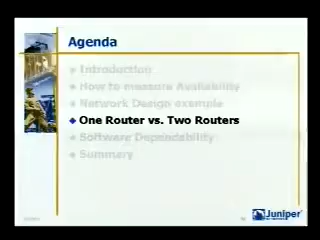 Agenda
Introduction
How to measure Availability
Network Design example
One Router vs. Two Routers
Software Dependability
Summary
Juniper